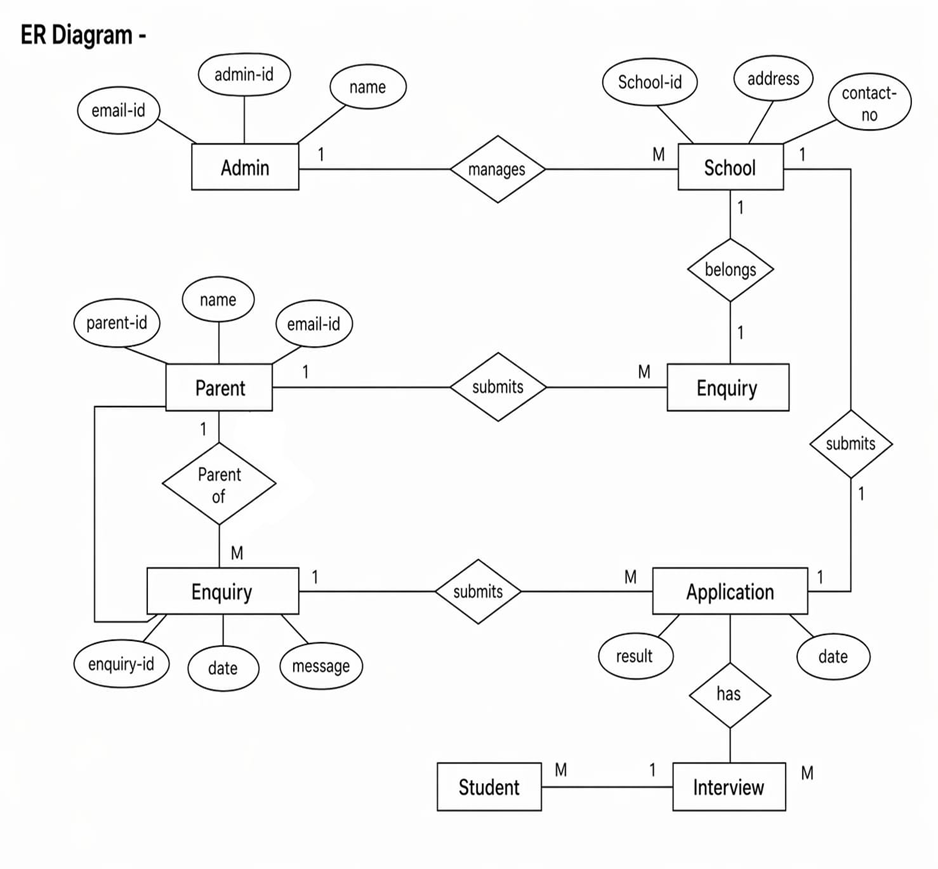 ER Diagram -
admin-id
email-id
name
School-id
address
contact-
no
Admin
1
manages
M
School
1
1
belongs
1
parent-id
name
email-id
Parent
1
submits
M
Enquiry
1
Parent
of
M
submits
1
Enquiry
1
submits
M
Application
1
enquiry-id
date
message
result
date
has
Student
M
1
Interview
M